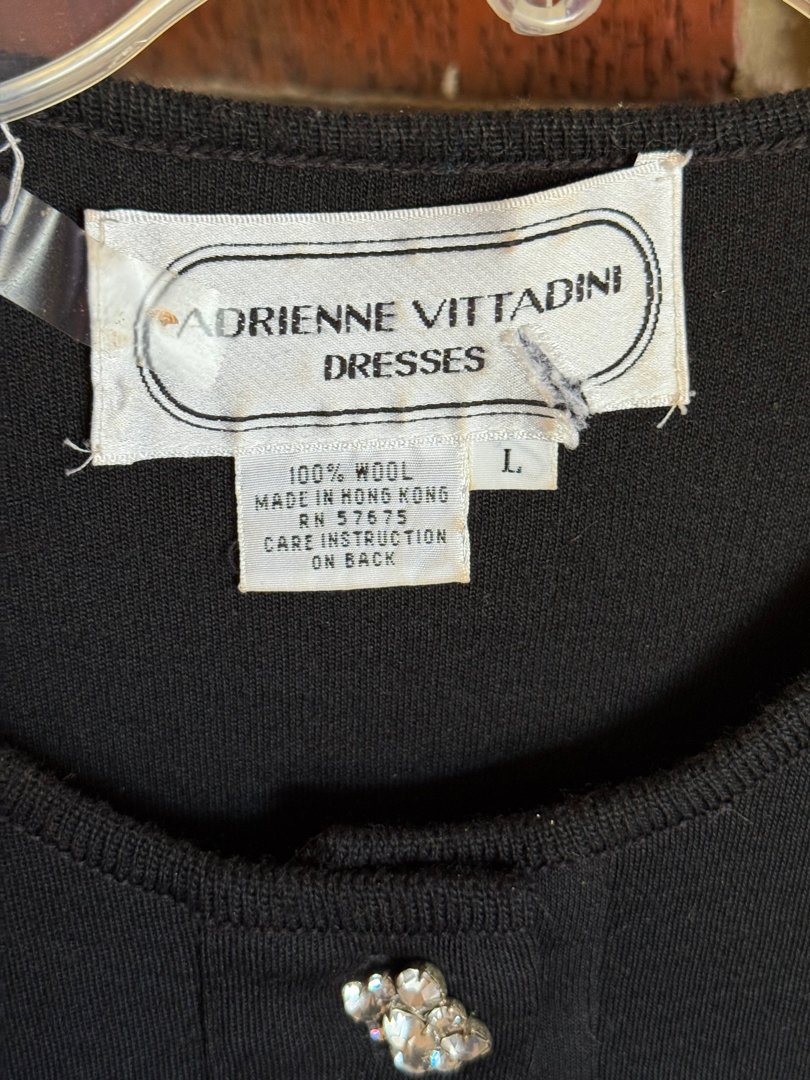 ADRIENNE VITTADINI
DRESSES
L
100% WOOL
MADE IN HONG KONG
RN 57675
CARE INSTRUCTION
ON BACK